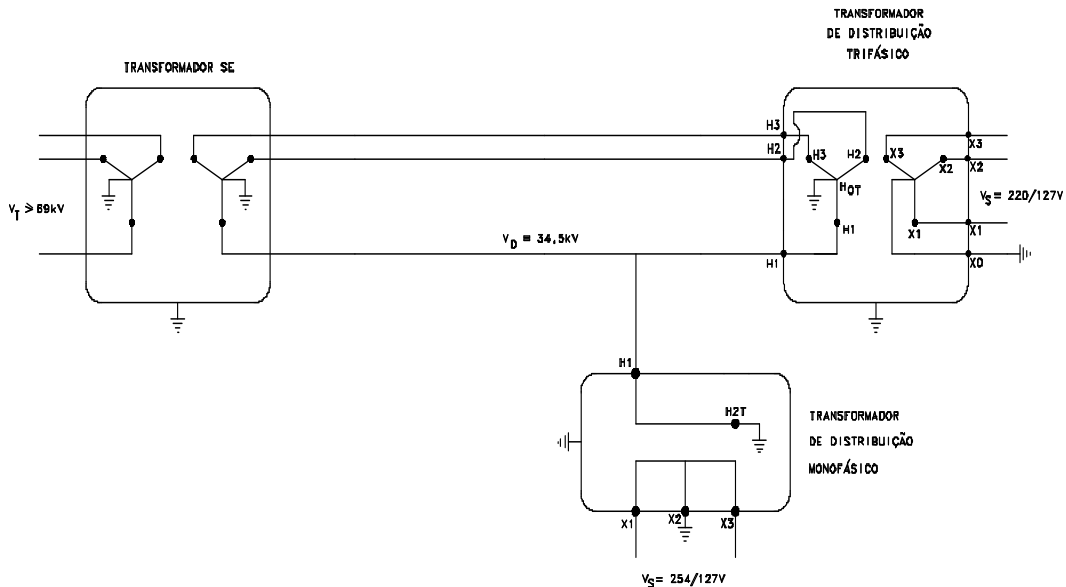 TRANSFORMADOR
DE DISTRIBUIÇÃO
TRIFÁSICO
TRANSFORMADOR SE
H3
H2
H3
H2
X3
X2
X3
X2
H0T
V_T ≥ 69kV
V_S = 220/127V
H1
X1
X1
V_D = 34,5kV
H1
X0
H1
H2T
TRANSFORMADOR
DE DISTRIBUIÇÃO
MONOFÁSICO
X1
X2
X3
V_S = 254/127V